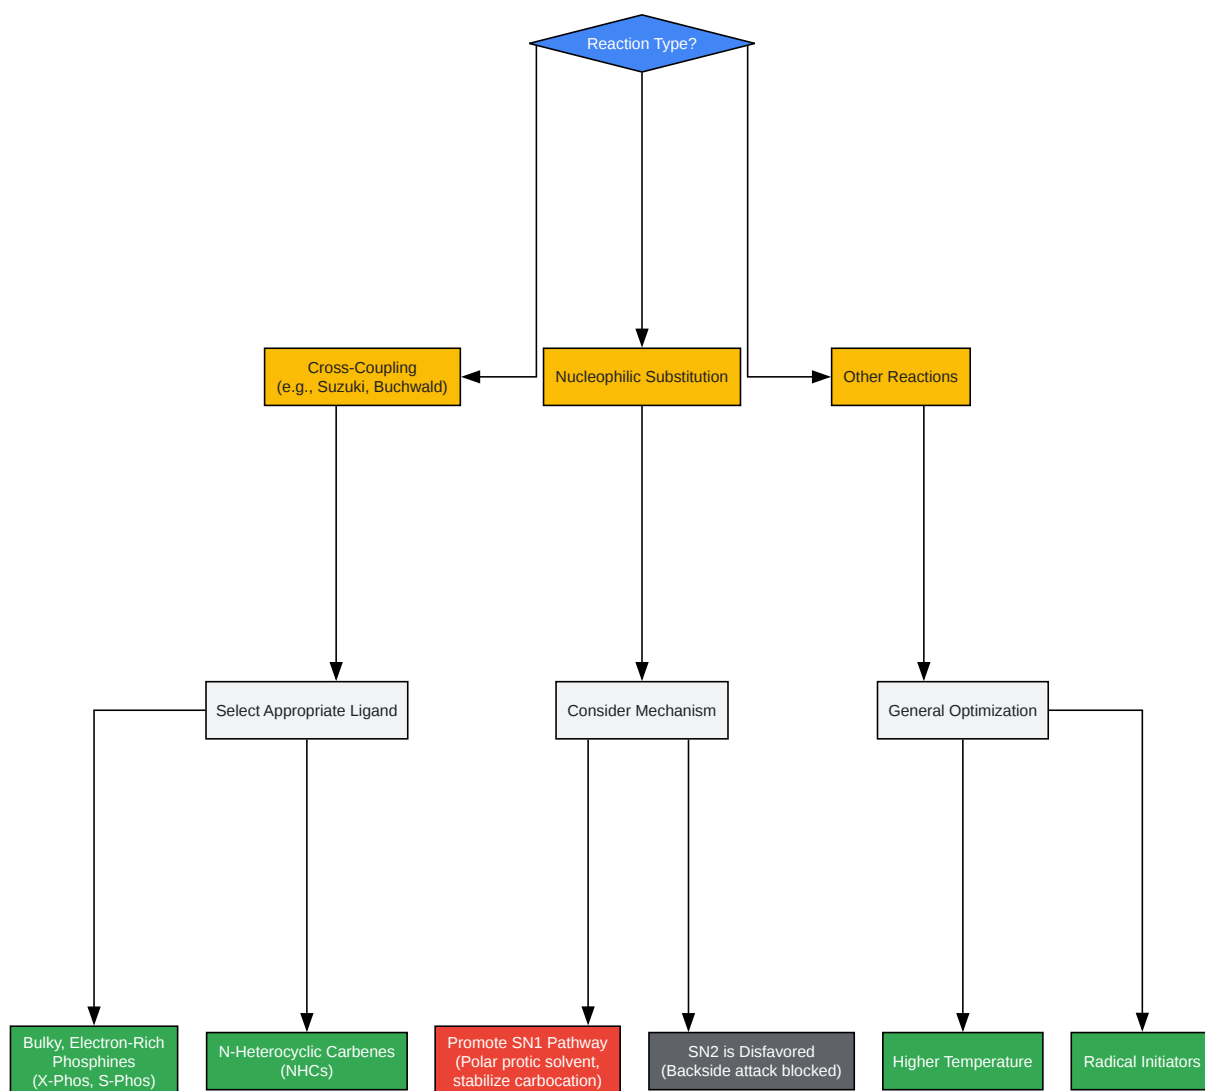 Reaction Type?
Cross-Coupling
(e.g., Suzuki, Buchwald)
Nucleophilic Substitution
Other Reactions
Select Appropriate Ligand
Consider Mechanism
General Optimization
Bulky, Electron-Rich
Phosphines
(X-Phos, S-Phos)
N-Heterocyclic Carbenes
(NHCs)
Promote SN1 Pathway
(Polar protic solvent,
stabilize carbocation)
SN2 is Disfavored
(Backside attack blocked)
Higher Temperature
Radical Initiators